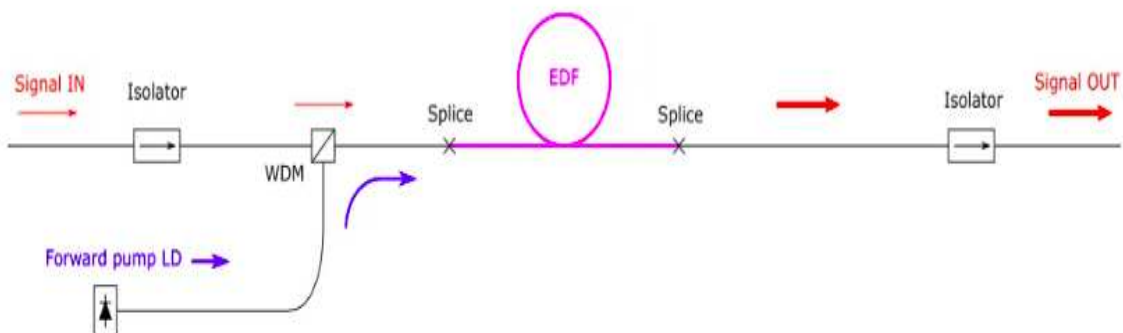 Signal IN
Isolator
WDM
Splice
EDF
Splice
Isolator
Signal OUT
Forward pump LD